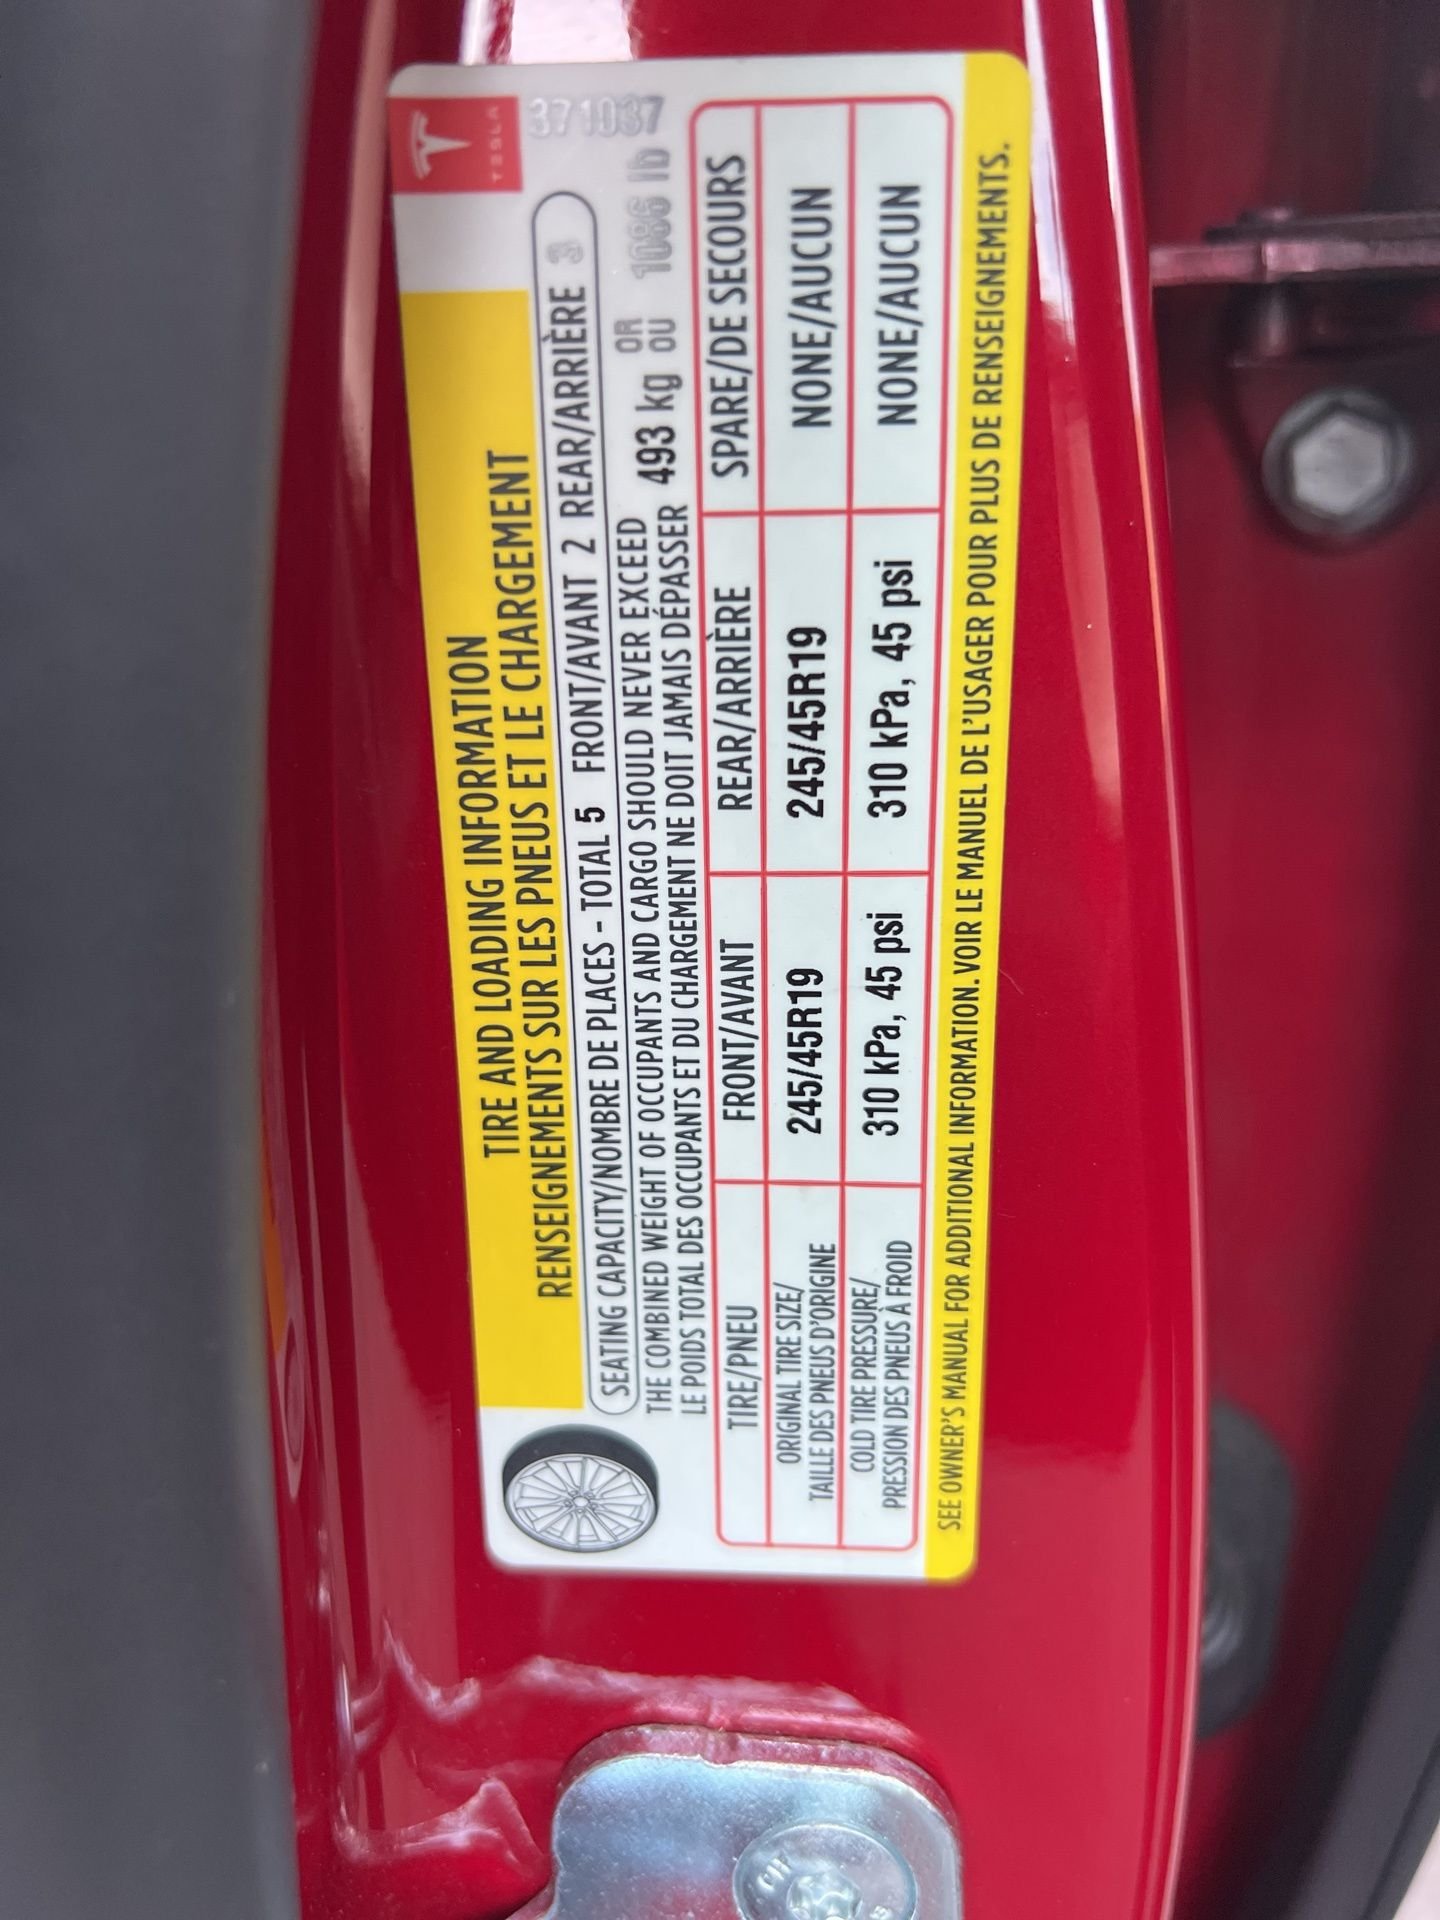 TESLA
371037
TIRE AND LOADING INFORMATION
RENSEIGNEMENTS SUR LES PNEUS ET LE CHARGEMENT
SEATING CAPACITY/NOMBRE DE PLACES - TOTAL 5 FRONT/AVANT 2 REAR/ARRIÈRE 3
THE COMBINED WEIGHT OF OCCUPANTS AND CARGO SHOULD NEVER EXCEED
LE POIDS TOTAL DES OCCUPANTS ET DU CHARGEMENT NE DOIT JAMAIS DÉPASSER
493 kg OR OU 1086 lb
TIRE/PNEU FRONT/AVANT REAR/ARRIÈRE SPARE/DE SECOURS
ORIGINAL TIRE SIZE/
TAILLE DES PNEUS D'ORIGINE
245/45R19 245/45R19 NONE/AUCUN
COLD TIRE PRESSURE/
PRESSION DES PNEUS À FROID
310 kPa, 45 psi 310 kPa, 45 psi NONE/AUCUN
SEE OWNER'S MANUAL FOR ADDITIONAL INFORMATION. VOIR LE MANUEL DE L'USAGER POUR PLUS DE RENSEIGNEMENTS.